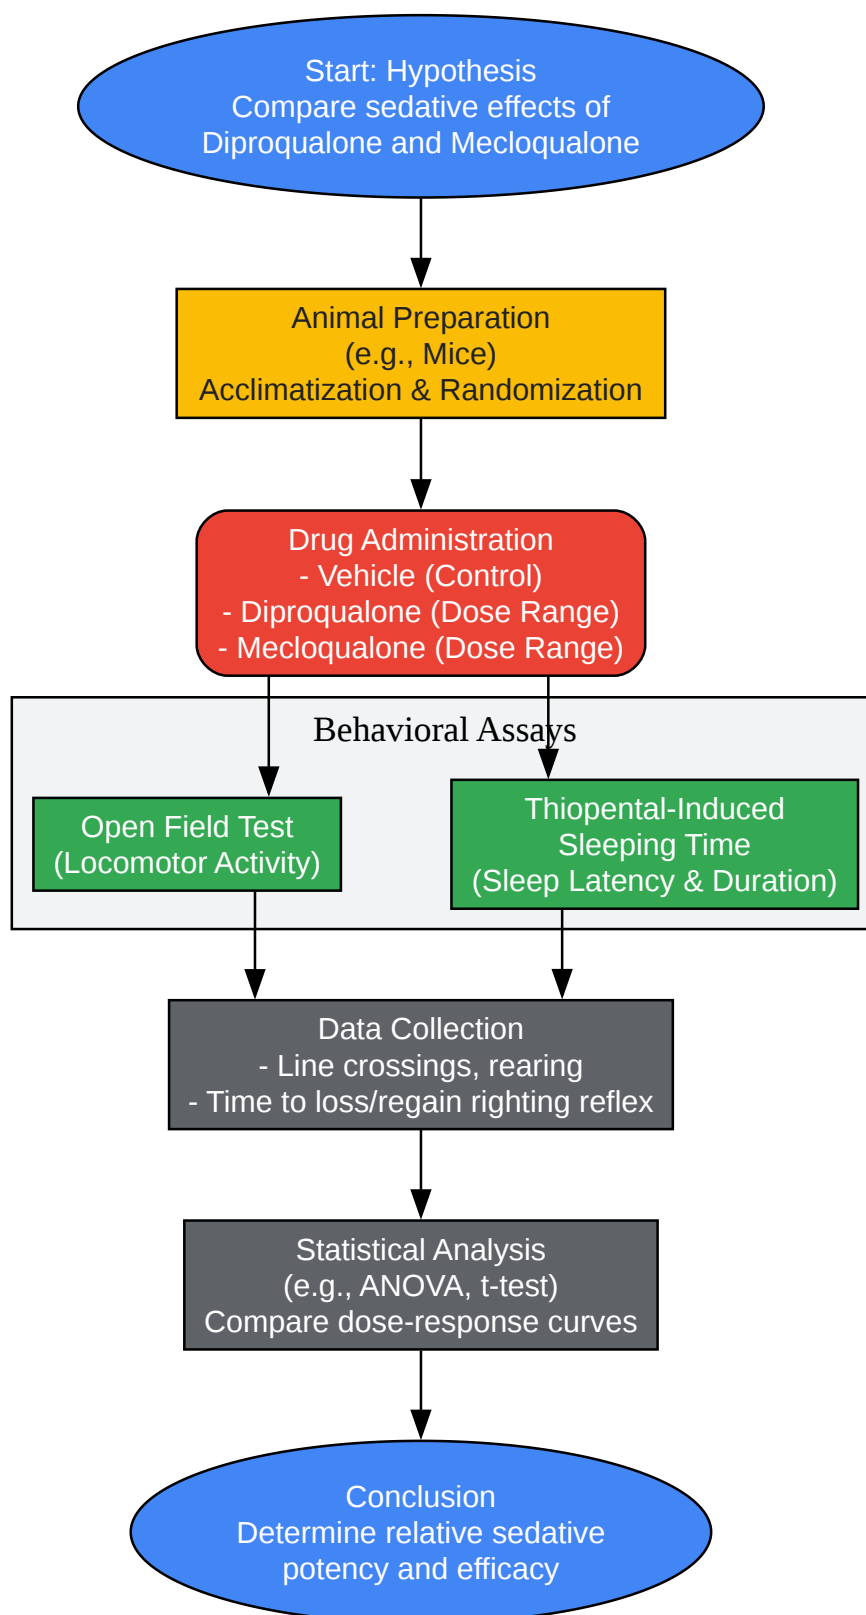 Start: Hypothesis
Compare sedative effects of
Diproqualone and Mecloqualone
Animal Preparation
(e.g., Mice)
Acclimatization & Randomization
Drug Administration
- Vehicle (Control)
- Diproqualone (Dose Range)
- Mecloqualone (Dose Range)
Behavioral Assays
Open Field Test
(Locomotor Activity)
Thiopental-Induced
Sleeping Time
(Sleep Latency & Duration)
Data Collection
- Line crossings, rearing
- Time to loss/regain righting reflex
Statistical Analysis
(e.g., ANOVA, t-test)
Compare dose-response curves
Conclusion
Determine relative sedative
potency and efficacy